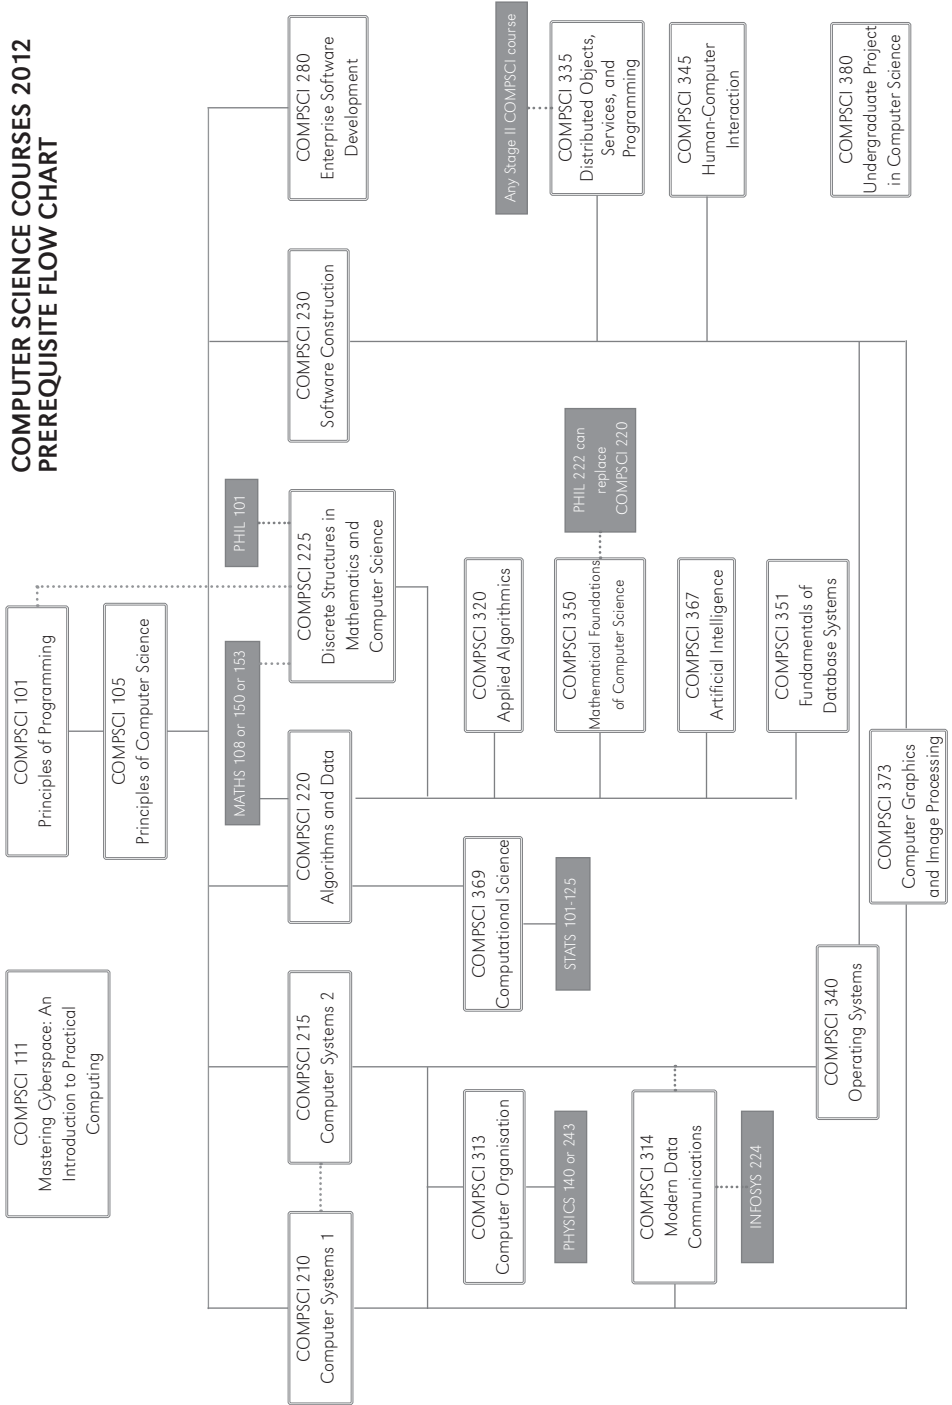 COMPUTER SCIENCE COURSES 2012
PREREQUISITE FLOW CHART
COMPSCI 111
Mastering Cyberspace: An
Introduction to Practical
Computing
COMPSCI 101
Principles of Programming
COMPSCI 105
Principles of Computer Science
MATHS 108 or 150 or 153
PHIL 101
COMPSCI 210
Computer Systems 1
COMPSCI 215
Computer Systems 2
COMPSCI 220
Algorithms and Data
COMPSCI 225
Discrete Structures in
Mathematics and
Computer Science
COMPSCI 230
Software Construction
COMPSCI 280
Enterprise Software
Development
COMPSCI 313
Computer Organisation
PHYSICS 140 or 243
COMPSCI 369
Computational Science
STATS 101-125
COMPSCI 320
Applied Algorithmics
Any Stage II COMPSCI course
COMPSCI 335
Distributed Objects,
Services, and
Programming
COMPSCI 350
Mathematical Foundations
of Computer Science
PHIL 222 can
replace
COMPSCI 220
COMPSCI 314
Modern Data
Communications
INFOSYS 224
COMPSCI 367
Artificial Intelligence
COMPSCI 345
Human-Computer
Interaction
COMPSCI 351
Fundamentals of
Database Systems
COMPSCI 340
Operating Systems
COMPSCI 373
Computer Graphics
and Image Processing
COMPSCI 380
Undergraduate Project
in Computer Science